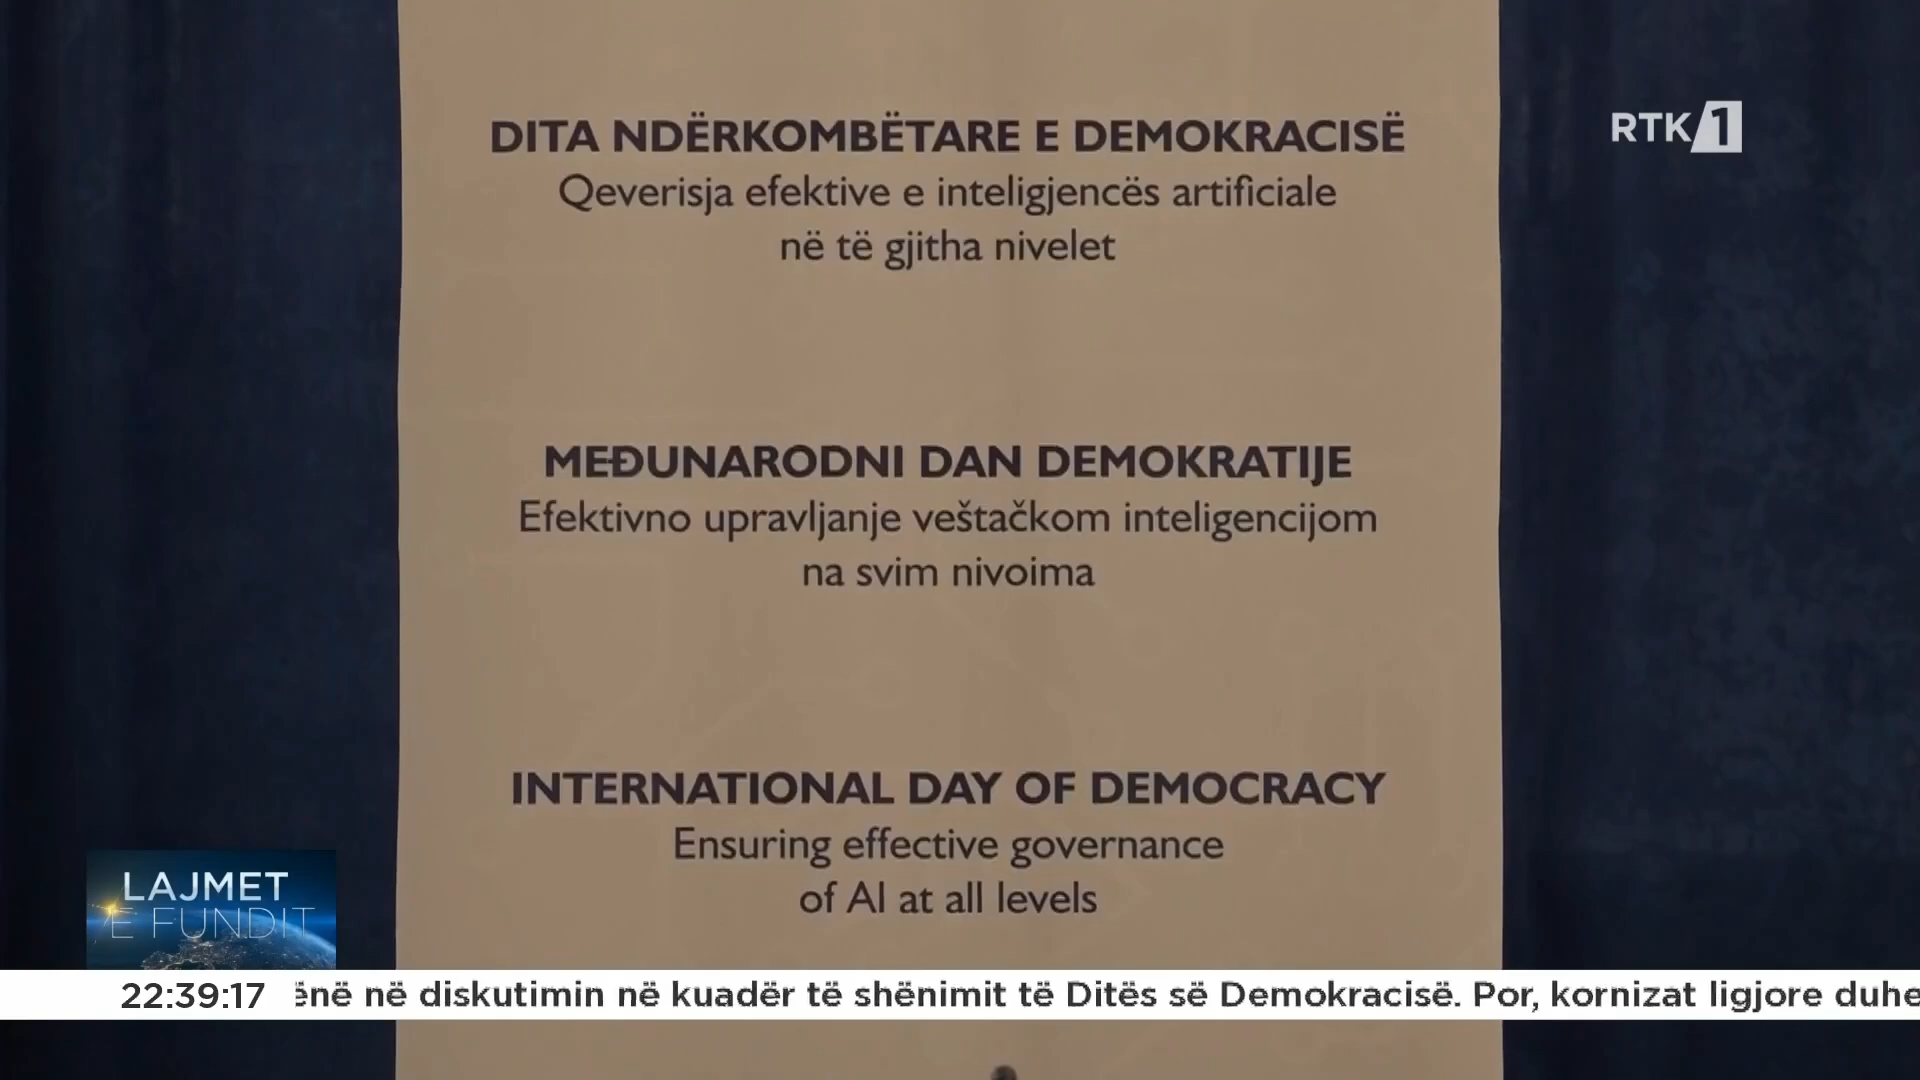 DITA NDËRKOMBËTARE E DEMOKRACISË
Qeverisja efektive e inteligjencës artificiale
në të gjitha nivelet
RTK 1
MEĐUNARODNI DAN DEMOKRATIJE
Efektivno upravljanje veštačkom inteligencijom
na svim nivoima
INTERNATIONAL DAY OF DEMOCRACY
Ensuring effective governance
of AI at all levels
LAJMET
E FUNDIT
22:39:17 në diskutimin në kuadër të shënimit të Ditës së Demokracisë. Por, kornizat ligjore